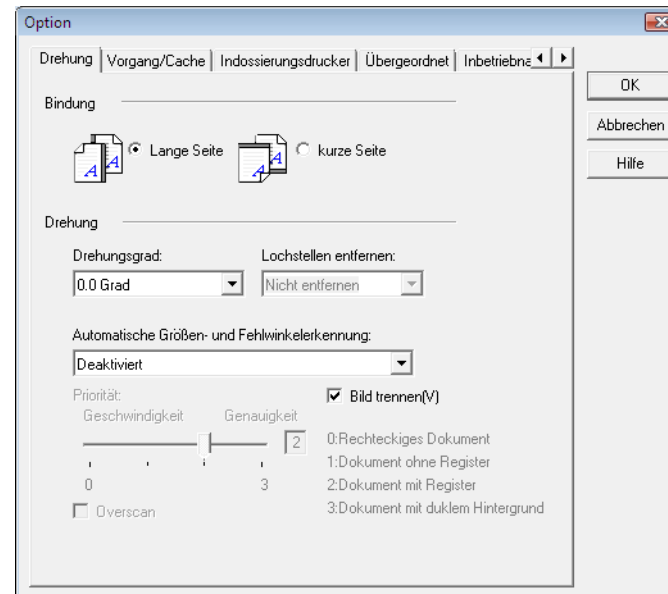 Option
Drehung Vorgang/Cache Indossierungsdrucker Übergeordnet
OK
Bindung
Abbrechen
A A Lange Seite A A kurze Seite
Hilfe
Drehung
Drehungsgrad: Lochstellen entfernen:
0.0 Grad Nicht entfernen
Automatische Größen- und Fehlwinkelerkennung:
Deaktiviert
Priorität: Bild trennen(V)
Geschwindigkeit Genauigkeit
2 0:Rechteckiges Dokument
1:Dokument ohne Register
0 3 2:Dokument mit Register
Overscan 3:Dokument mit duklem Hintergrund